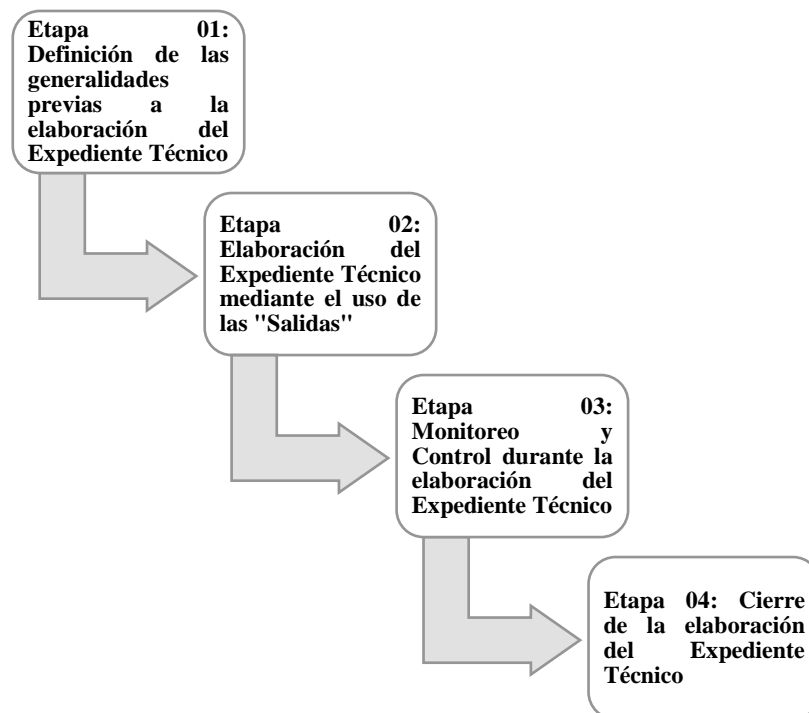 Etapa 01:
Definición de las
generalidades
previas a la
elaboración del
Expediente Técnico
Etapa 02:
Elaboración del
Expediente Técnico
mediante el uso de
las "Salidas"
Etapa 03:
Monitoreo y
Control durante la
elaboración del
Expediente Técnico
Etapa 04: Cierre
de la elaboración
del Expediente
Técnico